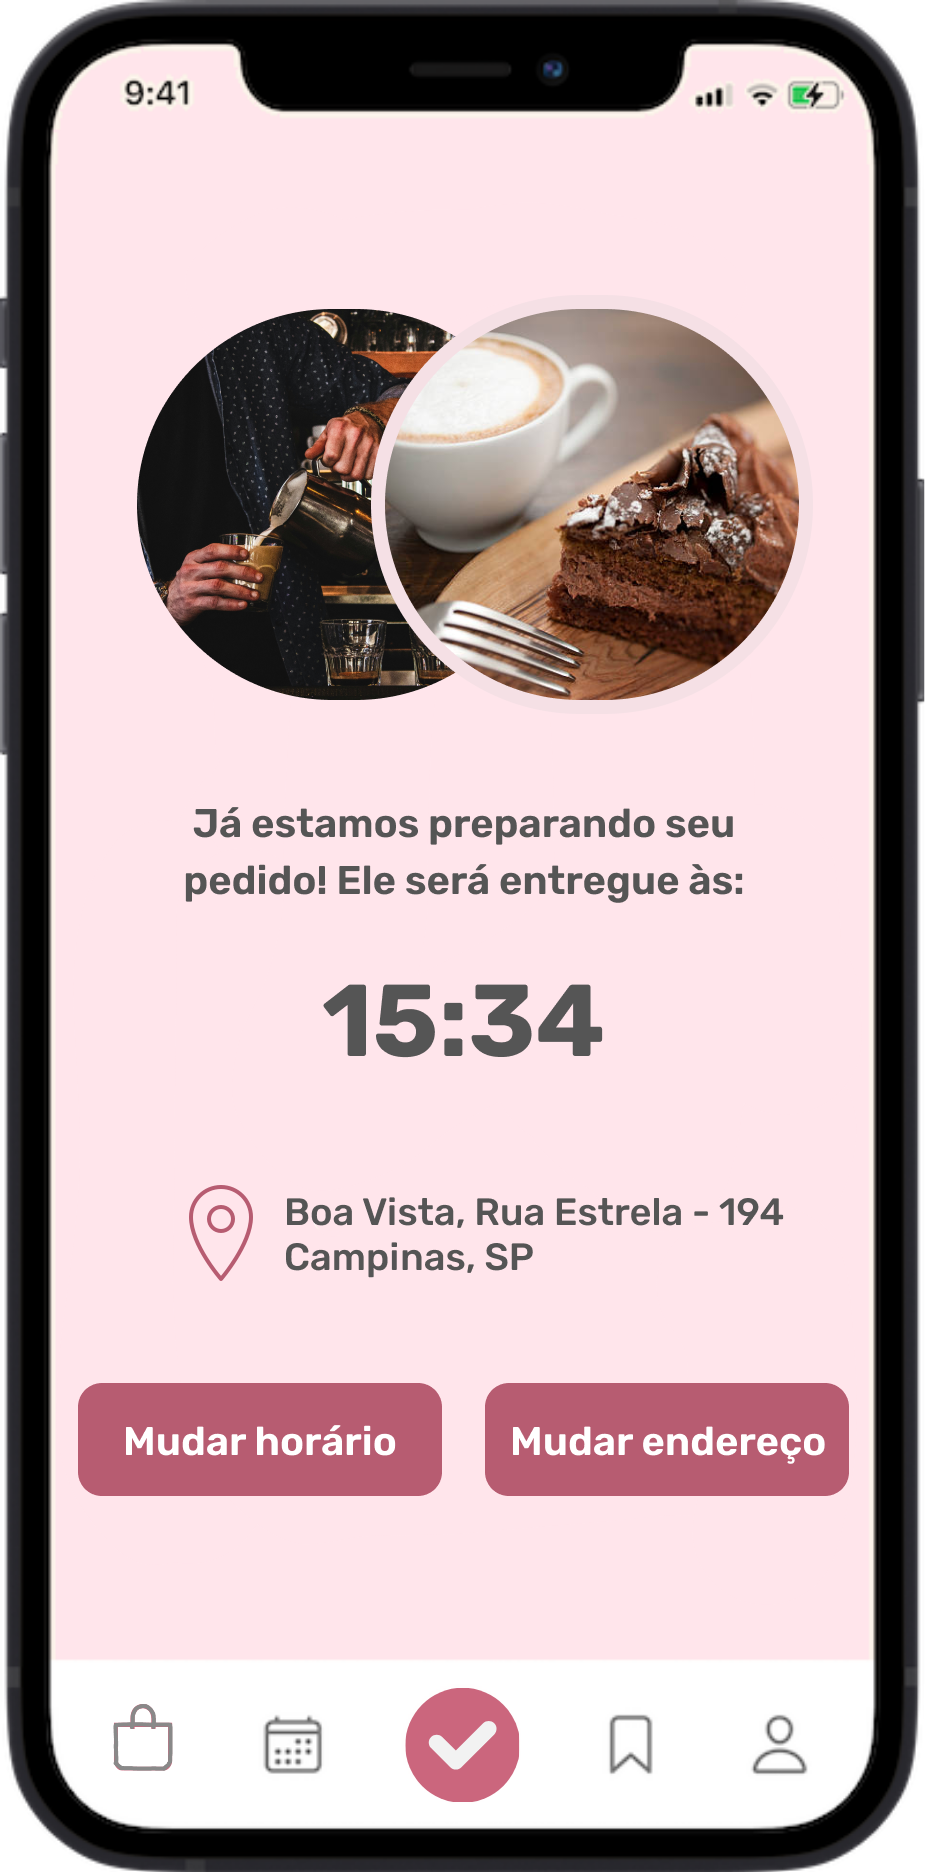 9:41
Já estamos preparando seu
pedido! Ele será entregue às:
15:34
Boa Vista, Rua Estrela - 194
Campinas, SP
Mudar horário
Mudar endereço